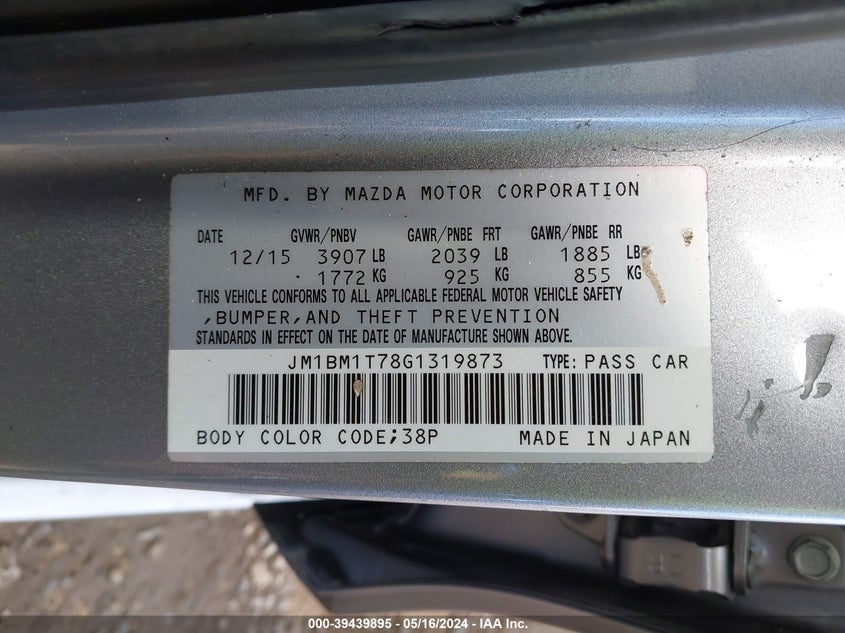 MFD. BY MAZDA MOTOR CORPORATION
DATE GVWR/PNBV GAWR/PNBE FRT GAWR/PNBE RR
12/15 3907 LB 2039 LB 1885 LB
1772 KG 925 KG 855 KG
THIS VEHICLE CONFORMS TO ALL APPLICABLE FEDERAL MOTOR VEHICLE SAFETY
,BUMPER,AND THEFT PREVENTION
STANDARDS IN EFFECT ON THE DATE OF MANUFACTURE SHOWN ABOVE.
JM1BM1T78G1319873 TYPE: PASS CAR
BODY COLOR CODE;38P MADE IN JAPAN
000-39439895 - 05/16/2024 - IAA Inc.